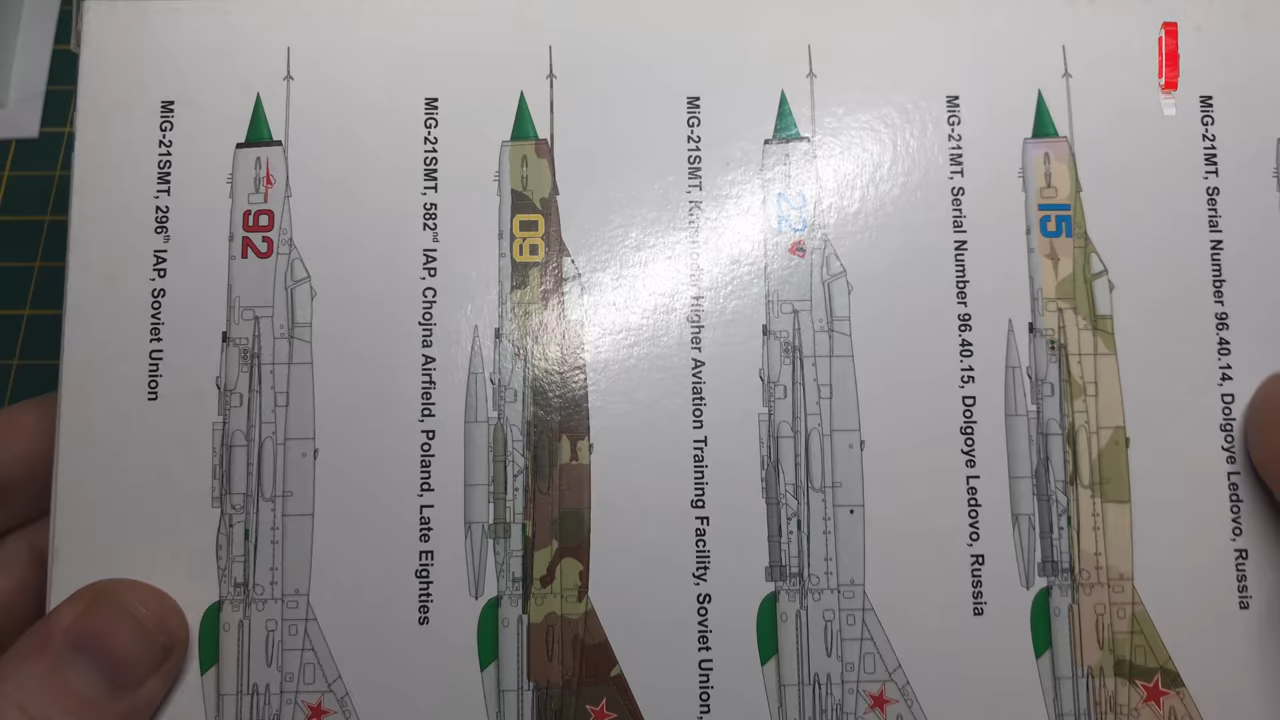 MiG-21MT, Serial Number 96.40.14, Dolgoye Ledovo, Russia
15
MiG-21MT, Serial Number 96.40.15, Dolgoye Ledovo, Russia
MiG-21SMT, Krasnodar Higher Aviation Training Facility, Soviet Union,
09
MiG-21SMT, 582nd IAP, Chojna Airfield, Poland, Late Eighties
92
MiG-21SMT, 296th IAP, Soviet Union